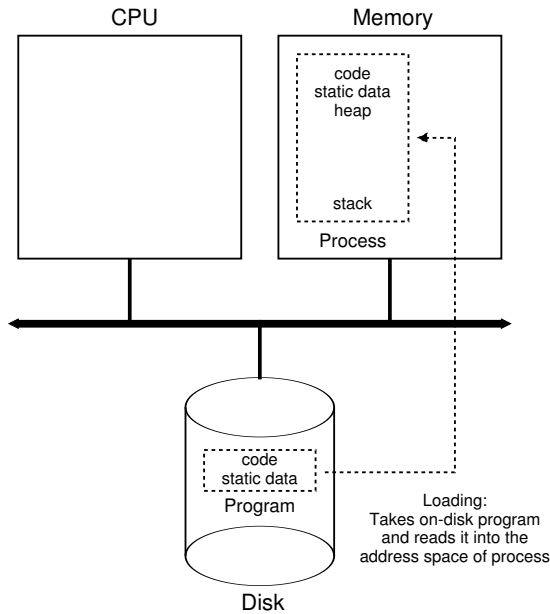 CPU
Memory
code
static data
heap
stack
Process
code
static data
Program
Loading:
Takes on-disk program
and reads it into the
address space of process
Disk